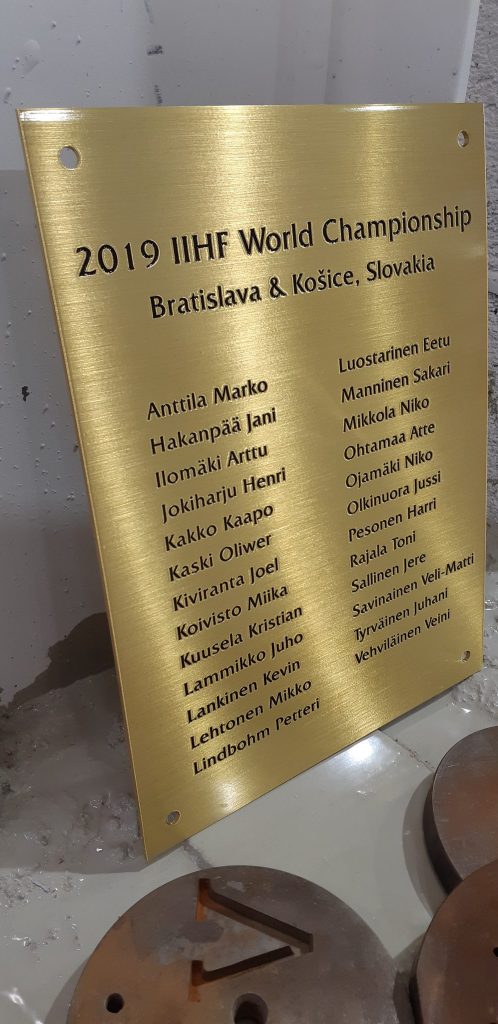 2019 IIHF World Championship
Bratislava & Košice, Slovakia
Anttila Marko
Hakanpää Jani
Ilomäki Arttu
Jokiharju Henri
Kakko Kaapo
Kaski Oliwer
Kiviranta Joel
Koivisto Miika
Kuusela Kristian
Lammikko Juho
Lankinen Kevin
Lehtonen Mikko
Lindbohm Petteri
Luostarinen Eetu
Manninen Sakari
Mikkola Niko
Ohtamaa Atte
Ojamäki Niko
Olkinuora Jussi
Pesonen Harri
Rajala Toni
Sallinen Jere
Savinainen Veli-Matti
Tyrväinen Juhani
Vehviläinen Veini